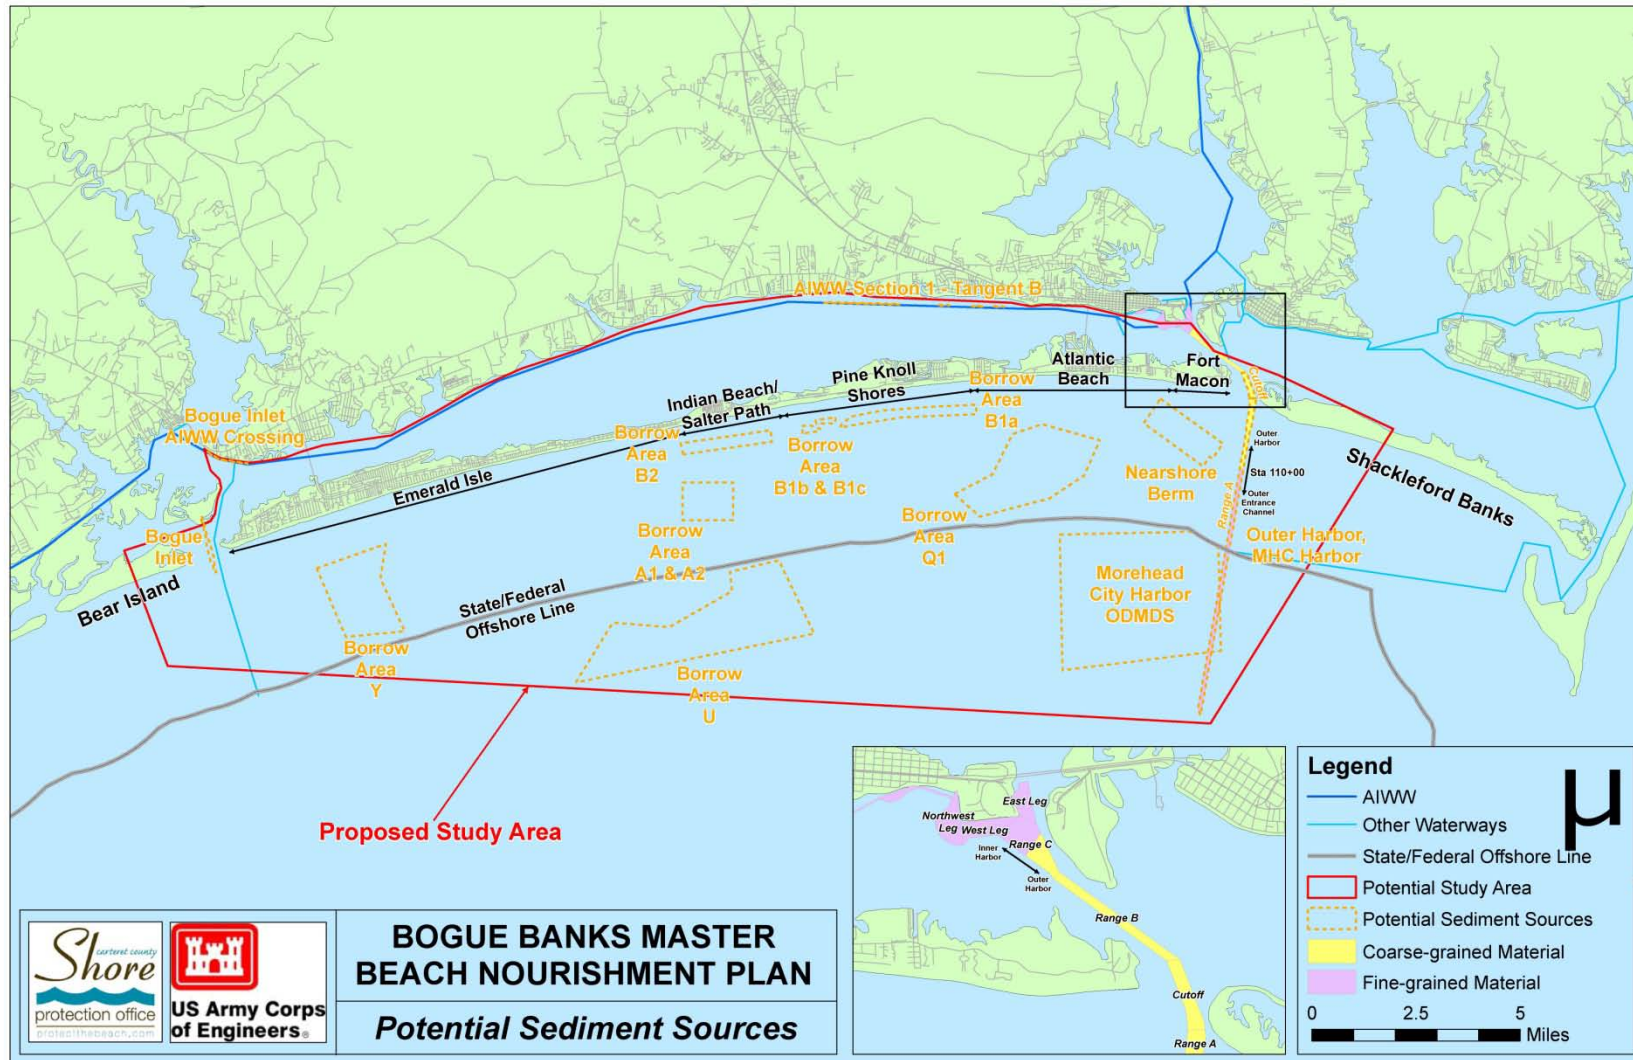 AIWW Section 1 - Tangent B
Atlantic
Beach
Fort
Macon
Cutoff
Pine Knoll
Shores
Indian Beach/
Salter Path
Borrow
Area
B1a
Borrow
Area
B2
Borrow
Area
B1b & B1c
Bogue Inlet
AIWW Crossing
Emerald Isle
Nearshore
Berm
Outer
Harbor
Sta 110+00
Outer
Entrance
Channel
Range A
Shackleford Banks
Bogue
Inlet
Bear Island
Borrow
Area
A1 & A2
Borrow
Area
Q1
Outer Harbor,
MHC Harbor
Morehead
City Harbor
ODMDS
State/Federal
Offshore Line
Borrow
Area
Y
Borrow
Area
U
Proposed Study Area
East Leg
Northwest
Leg
West Leg
Range C
Inner
Harbor
Outer
Harbor
Range B
Cutoff
Range A
Legend
µ
AIWW
Other Waterways
State/Federal Offshore Line
Potential Study Area
Potential Sediment Sources
Coarse-grained Material
Fine-grained Material
0 2.5 5
Miles
carteret county
Shore
protection office
protectthebeach.com
US Army Corps
of Engineers®
BOGUE BANKS MASTER
BEACH NOURISHMENT PLAN
Potential Sediment Sources